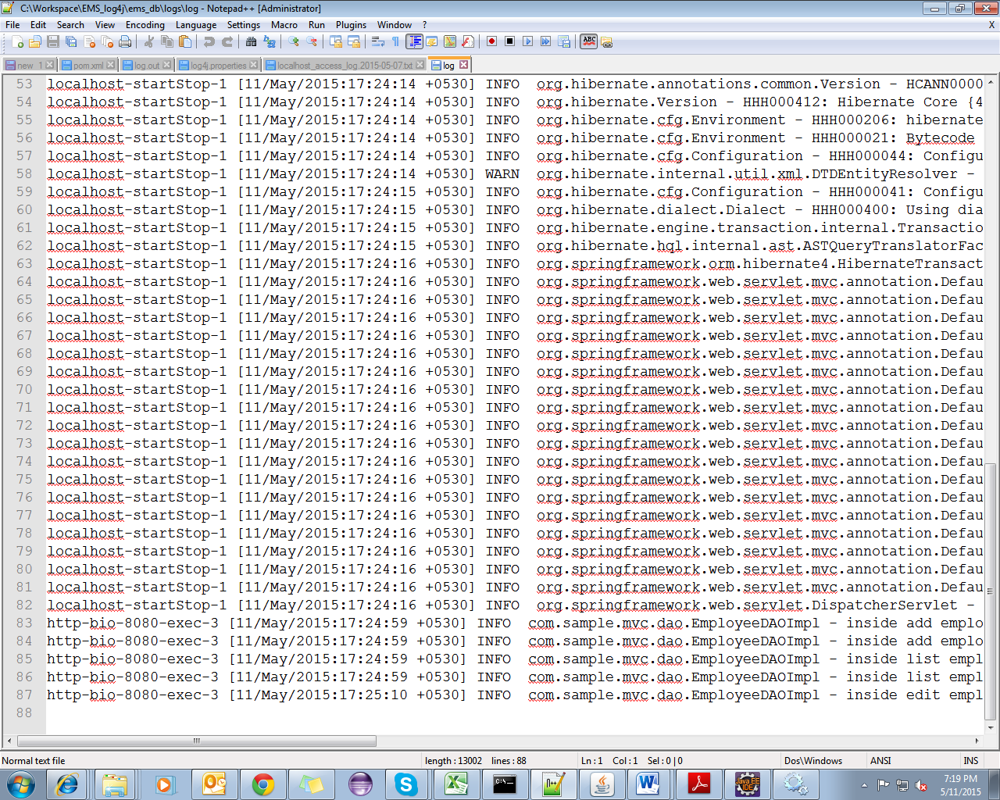 C:\Workspace\EMS_log4j\ems_db\logs\log - Notepad++ [Administrator]
File Edit Search View Encoding Language Settings Macro Run Plugins Window ? X
new 1 pom.xml log.out log4j.properties localhost_access_log.2015-05-07.txt log
53 localhost-startStop-1 [11/May/2015:17:24:14 +0530] INFO org.hibernate.annotations.common.Version - HCANN0000
54 localhost-startStop-1 [11/May/2015:17:24:14 +0530] INFO org.hibernate.Version - HHH000412: Hibernate Core {4
55 localhost-startStop-1 [11/May/2015:17:24:14 +0530] INFO org.hibernate.cfg.Environment - HHH000206: hibernate
56 localhost-startStop-1 [11/May/2015:17:24:14 +0530] INFO org.hibernate.cfg.Environment - HHH000021: Bytecode
57 localhost-startStop-1 [11/May/2015:17:24:14 +0530] INFO org.hibernate.cfg.Configuration - HHH000044: Configu
58 localhost-startStop-1 [11/May/2015:17:24:14 +0530] WARN org.hibernate.internal.util.xml.DTDEntityResolver -
59 localhost-startStop-1 [11/May/2015:17:24:15 +0530] INFO org.hibernate.cfg.Configuration - HHH000041: Configu
60 localhost-startStop-1 [11/May/2015:17:24:15 +0530] INFO org.hibernate.dialect.Dialect - HHH000400: Using dia
61 localhost-startStop-1 [11/May/2015:17:24:15 +0530] INFO org.hibernate.engine.transaction.internal.Transactio
62 localhost-startStop-1 [11/May/2015:17:24:15 +0530] INFO org.hibernate.hql.internal.ast.ASTQueryTranslatorFac
63 localhost-startStop-1 [11/May/2015:17:24:16 +0530] INFO org.springframework.orm.hibernate4.HibernateTransact
64 localhost-startStop-1 [11/May/2015:17:24:16 +0530] INFO org.springframework.web.servlet.mvc.annotation.Defau
65 localhost-startStop-1 [11/May/2015:17:24:16 +0530] INFO org.springframework.web.servlet.mvc.annotation.Defau
66 localhost-startStop-1 [11/May/2015:17:24:16 +0530] INFO org.springframework.web.servlet.mvc.annotation.Defau
67 localhost-startStop-1 [11/May/2015:17:24:16 +0530] INFO org.springframework.web.servlet.mvc.annotation.Defau
68 localhost-startStop-1 [11/May/2015:17:24:16 +0530] INFO org.springframework.web.servlet.mvc.annotation.Defau
69 localhost-startStop-1 [11/May/2015:17:24:16 +0530] INFO org.springframework.web.servlet.mvc.annotation.Defau
70 localhost-startStop-1 [11/May/2015:17:24:16 +0530] INFO org.springframework.web.servlet.mvc.annotation.Defau
71 localhost-startStop-1 [11/May/2015:17:24:16 +0530] INFO org.springframework.web.servlet.mvc.annotation.Defau
72 localhost-startStop-1 [11/May/2015:17:24:16 +0530] INFO org.springframework.web.servlet.mvc.annotation.Defau
73 localhost-startStop-1 [11/May/2015:17:24:16 +0530] INFO org.springframework.web.servlet.mvc.annotation.Defau
74 localhost-startStop-1 [11/May/2015:17:24:16 +0530] INFO org.springframework.web.servlet.mvc.annotation.Defau
75 localhost-startStop-1 [11/May/2015:17:24:16 +0530] INFO org.springframework.web.servlet.mvc.annotation.Defau
76 localhost-startStop-1 [11/May/2015:17:24:16 +0530] INFO org.springframework.web.servlet.mvc.annotation.Defau
77 localhost-startStop-1 [11/May/2015:17:24:16 +0530] INFO org.springframework.web.servlet.mvc.annotation.Defau
78 localhost-startStop-1 [11/May/2015:17:24:16 +0530] INFO org.springframework.web.servlet.mvc.annotation.Defau
79 localhost-startStop-1 [11/May/2015:17:24:16 +0530] INFO org.springframework.web.servlet.mvc.annotation.Defau
80 localhost-startStop-1 [11/May/2015:17:24:16 +0530] INFO org.springframework.web.servlet.mvc.annotation.Defau
81 localhost-startStop-1 [11/May/2015:17:24:16 +0530] INFO org.springframework.web.servlet.mvc.annotation.Defau
82 localhost-startStop-1 [11/May/2015:17:24:16 +0530] INFO org.springframework.web.servlet.DispatcherServlet -
83 http-bio-8080-exec-3 [11/May/2015:17:24:59 +0530] INFO com.sample.mvc.dao.EmployeeDAOImpl - inside add emplo
84 http-bio-8080-exec-3 [11/May/2015:17:24:59 +0530] INFO com.sample.mvc.dao.EmployeeDAOImpl - inside add emplo
85 http-bio-8080-exec-3 [11/May/2015:17:24:59 +0530] INFO com.sample.mvc.dao.EmployeeDAOImpl - inside list empl
86 http-bio-8080-exec-3 [11/May/2015:17:24:59 +0530] INFO com.sample.mvc.dao.EmployeeDAOImpl - inside list empl
87 http-bio-8080-exec-3 [11/May/2015:17:25:10 +0530] INFO com.sample.mvc.dao.EmployeeDAOImpl - inside edit empl
88
Normal text file length : 13002 lines : 88 Ln : 1 Col : 1 Sel : 0 | 0 Dos\Windows ANSI INS
7:19 PM
5/11/2015